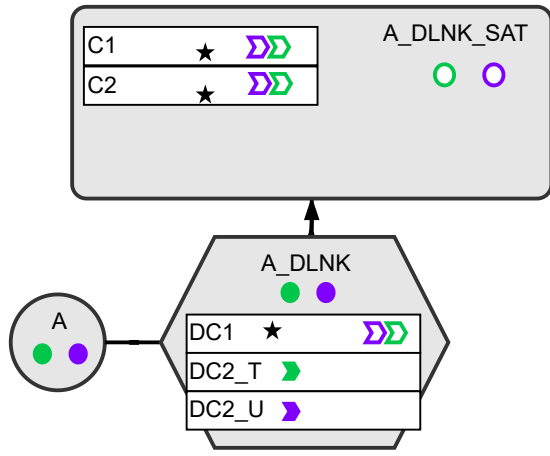 A_DLNK_SAT
C1
C2
A_DLNK
A
DC1
DC2_T
DC2_U